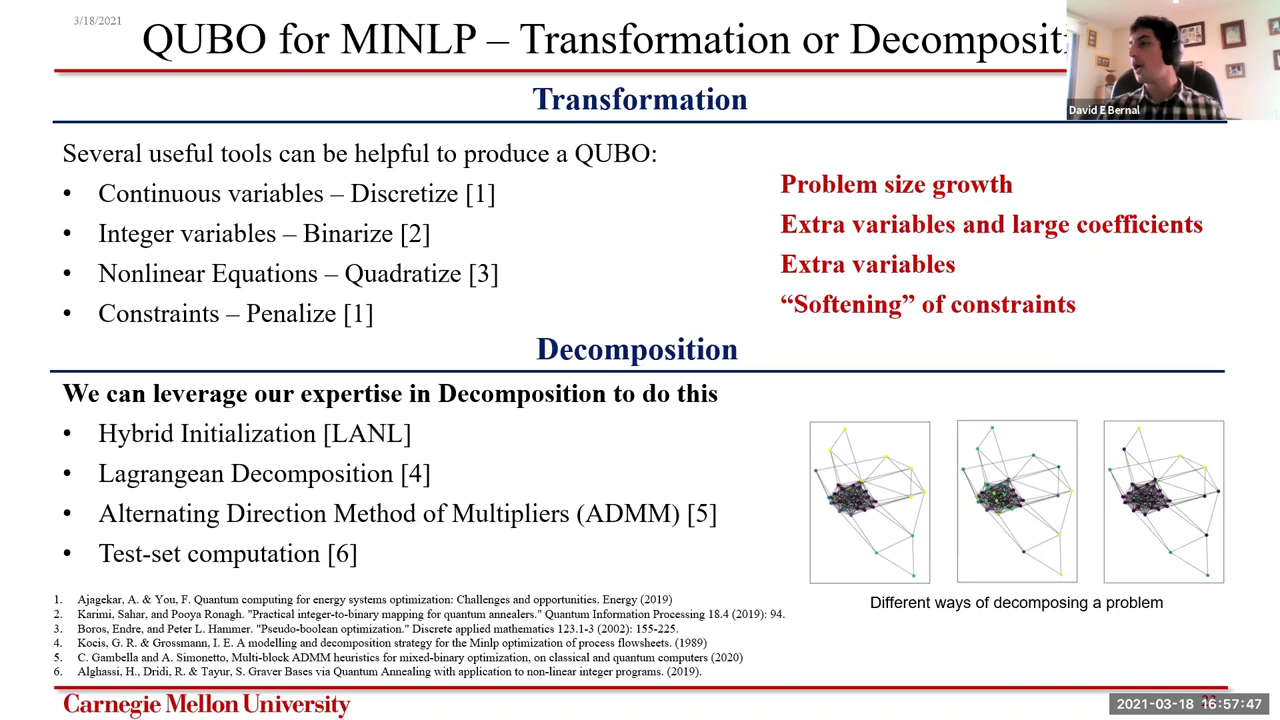 3/18/2021
QUBO for MINLP – Transformation or Decompositi
David E Bernal
Transformation
Several useful tools can be helpful to produce a QUBO:
• Continuous variables – Discretize [1]
Problem size growth
• Integer variables – Binarize [2]
Extra variables and large coefficients
• Nonlinear Equations – Quadratize [3]
Extra variables
• Constraints – Penalize [1]
“Softening” of constraints
Decomposition
We can leverage our expertise in Decomposition to do this
• Hybrid Initialization [LANL]
• Lagrangean Decomposition [4]
• Alternating Direction Method of Multipliers (ADMM) [5]
• Test-set computation [6]
Different ways of decomposing a problem
1. Ajagekar, A. & You, F. Quantum computing for energy systems optimization: Challenges and opportunities. Energy (2019)
2. Karimi, Sahar, and Pooya Ronagh. "Practical integer-to-binary mapping for quantum annealers." Quantum Information Processing 18.4 (2019): 94.
3. Boros, Endre, and Peter L. Hammer. "Pseudo-boolean optimization." Discrete applied mathematics 123.1-3 (2002): 155-225.
4. Kocis, G. R. & Grossmann, I. E. A modelling and decomposition strategy for the Minlp optimization of process flowsheets. (1989)
5. C. Gambella and A. Simonetto, Multi-block ADMM heuristics for mixed-binary optimization, on classical and quantum computers (2020)
6. Alghassi, H., Dridi, R. & Tayur, S. Graver Bases via Quantum Annealing with application to non-linear integer programs. (2019).
Carnegie Mellon University
2021-03-18 16:57:47